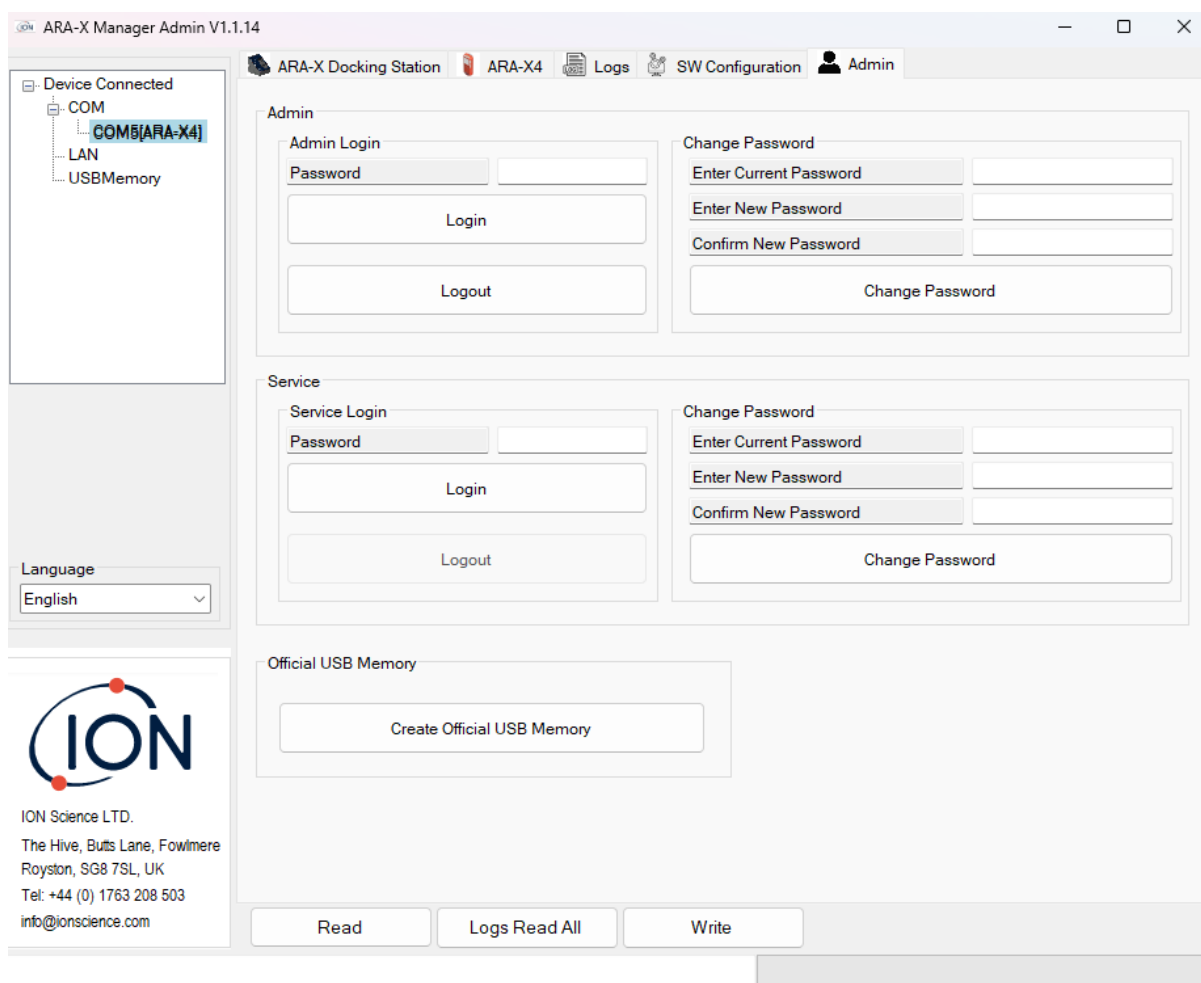 ION ARA-X Manager Admin V1.1.14
ARA-X Docking Station ARA-X4 Logs SW Configuration Admin
Device Connected
COM
COM5[ARA-X4]
LAN
USBMemory
Admin
Admin Login
Password
Login
Logout
Change Password
Enter Current Password
Enter New Password
Confirm New Password
Change Password
Service
Service Login
Password
Login
Logout
Change Password
Enter Current Password
Enter New Password
Confirm New Password
Change Password
Official USB Memory
Create Official USB Memory
Language
English
ION
ION Science LTD.
The Hive, Butts Lane, Fowlmere
Royston, SG8 7SL, UK
Tel: +44 (0) 1763 208 503
info@ionscience.com
Read Logs Read All Write